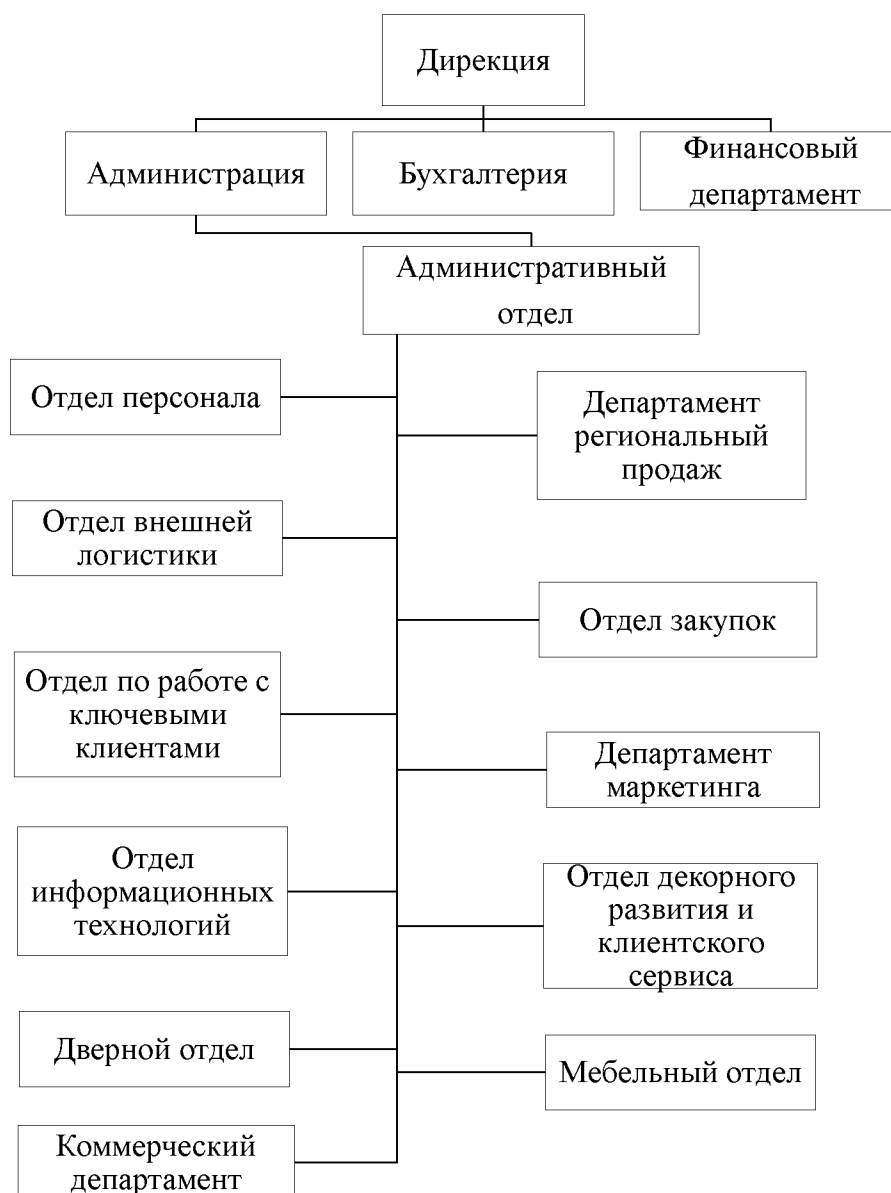 Дирекция
Администрация
Бухгалтерия
Финансовый
департамент
Административный
отдел
Отдел персонала
Департамент
региональный
продаж
Отдел внешней
логистики
Отдел закупок
Отдел по работе с
ключевыми
клиентами
Департамент
маркетинга
Отдел
информационных
технологий
Отдел декорного
развития и
клиентского
сервиса
Дверной отдел
Мебельный отдел
Коммерческий
департамент